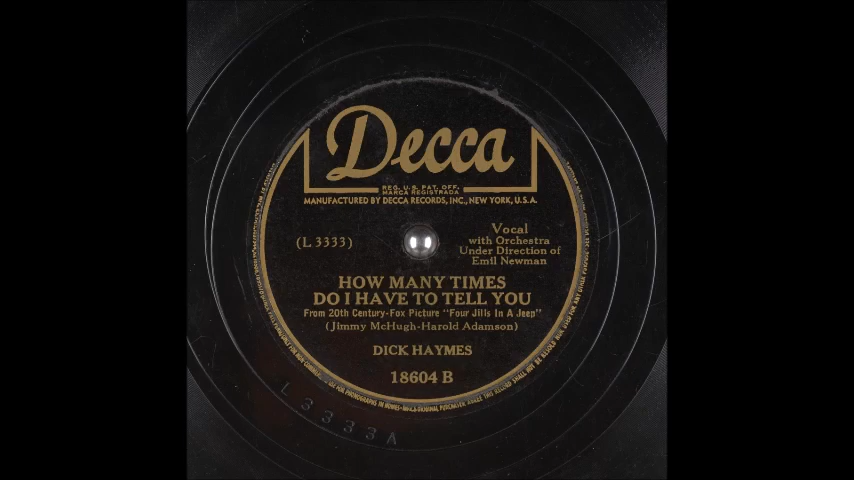 Decca
REG. U.S. PAT. OFF.
MARCA REGISTRADA
MANUFACTURED BY DECCA RECORDS, INC., NEW YORK, U.S.A.
(L 3333)
Vocal
with Orchestra
Under Direction of
Emil Newman
HOW MANY TIMES
DO I HAVE TO TELL YOU
From 20th Century-Fox Picture "Four Jills In A Jeep"
(Jimmy McHugh-Harold Adamson)
DICK HAYMES
18604 B
L 3333A